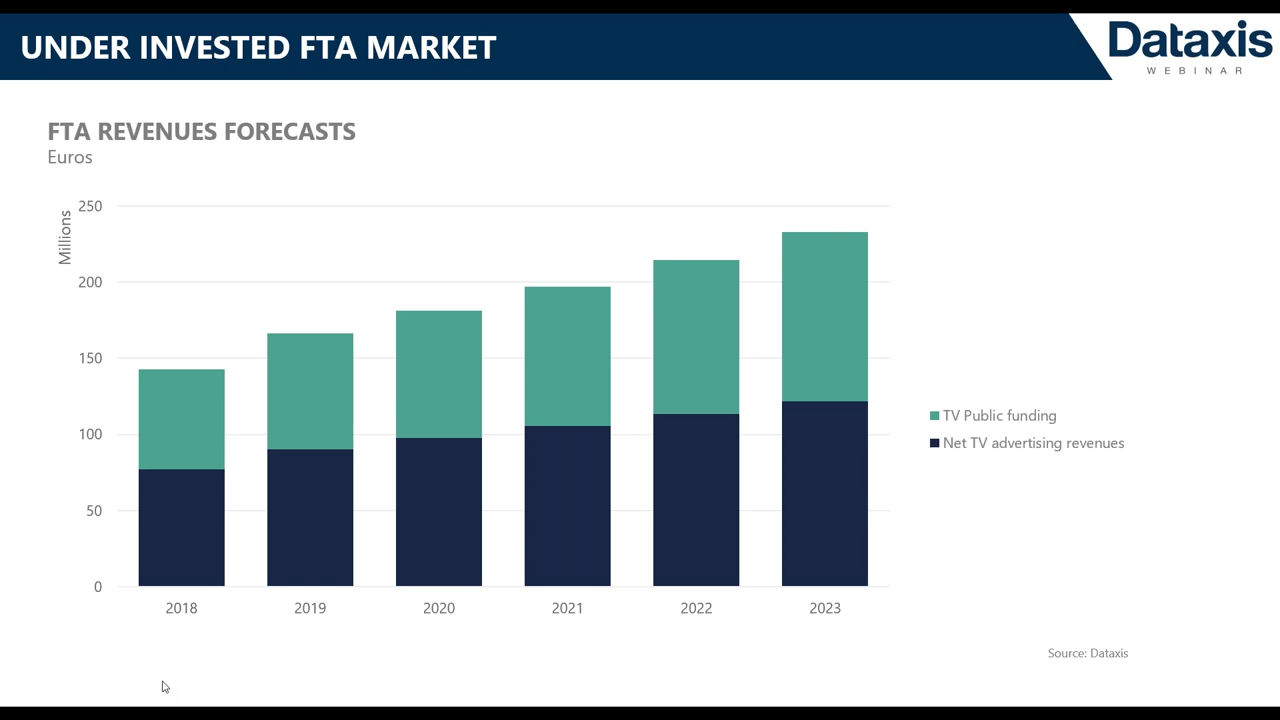 UNDER INVESTED FTA MARKET
Dataxis
WEBINAR
FTA REVENUES FORECASTS
Euros
Millions
250
200
150
100
50
0
2018 2019 2020 2021 2022 2023
TV Public funding
Net TV advertising revenues
Source: Dataxis